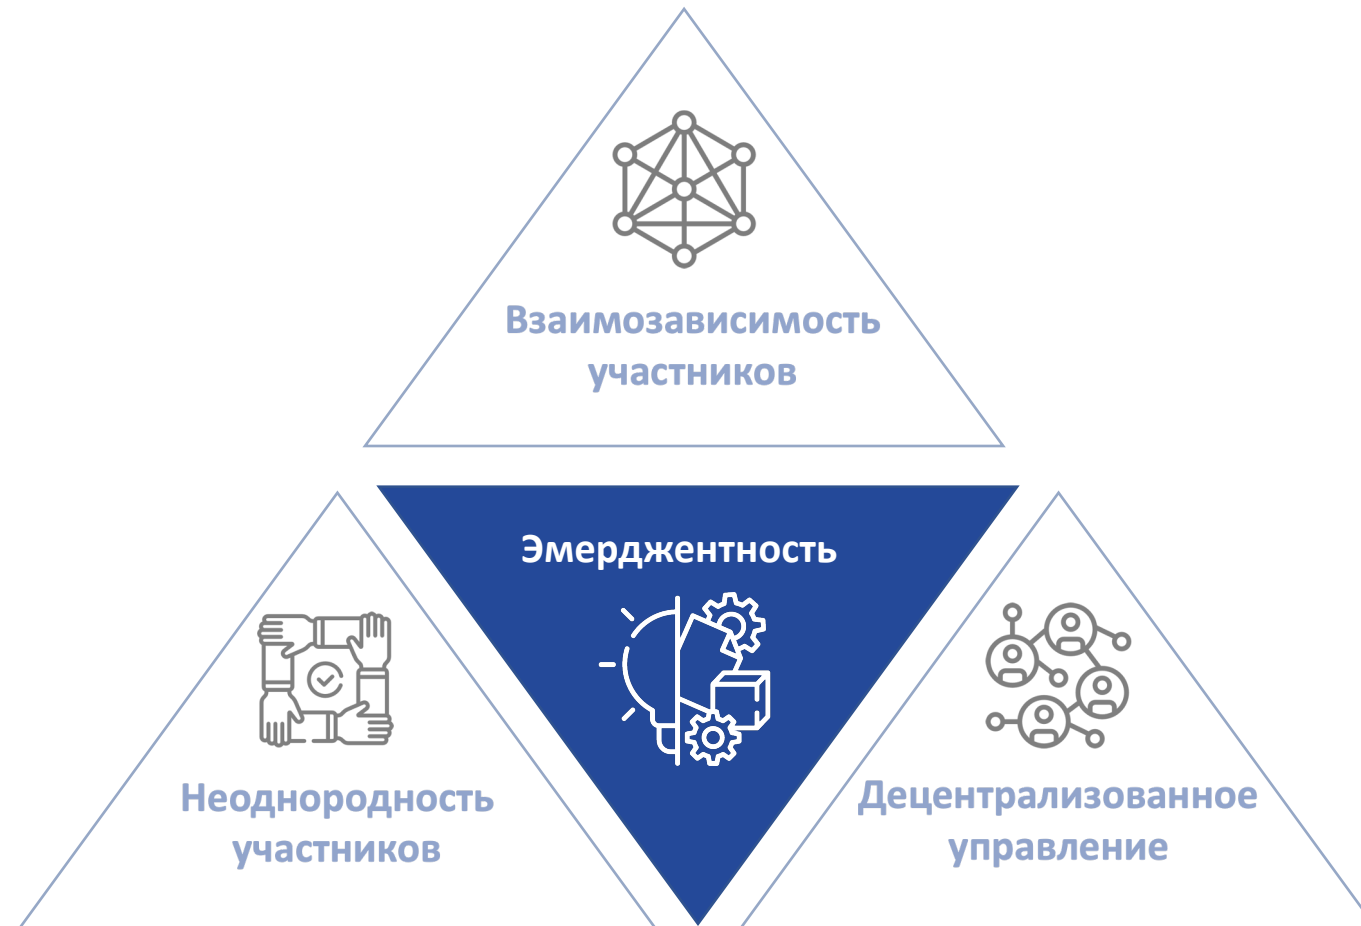 Взаимозависимость
участников
Эмерджентность
Неоднородность
участников
Децентрализованное
управление